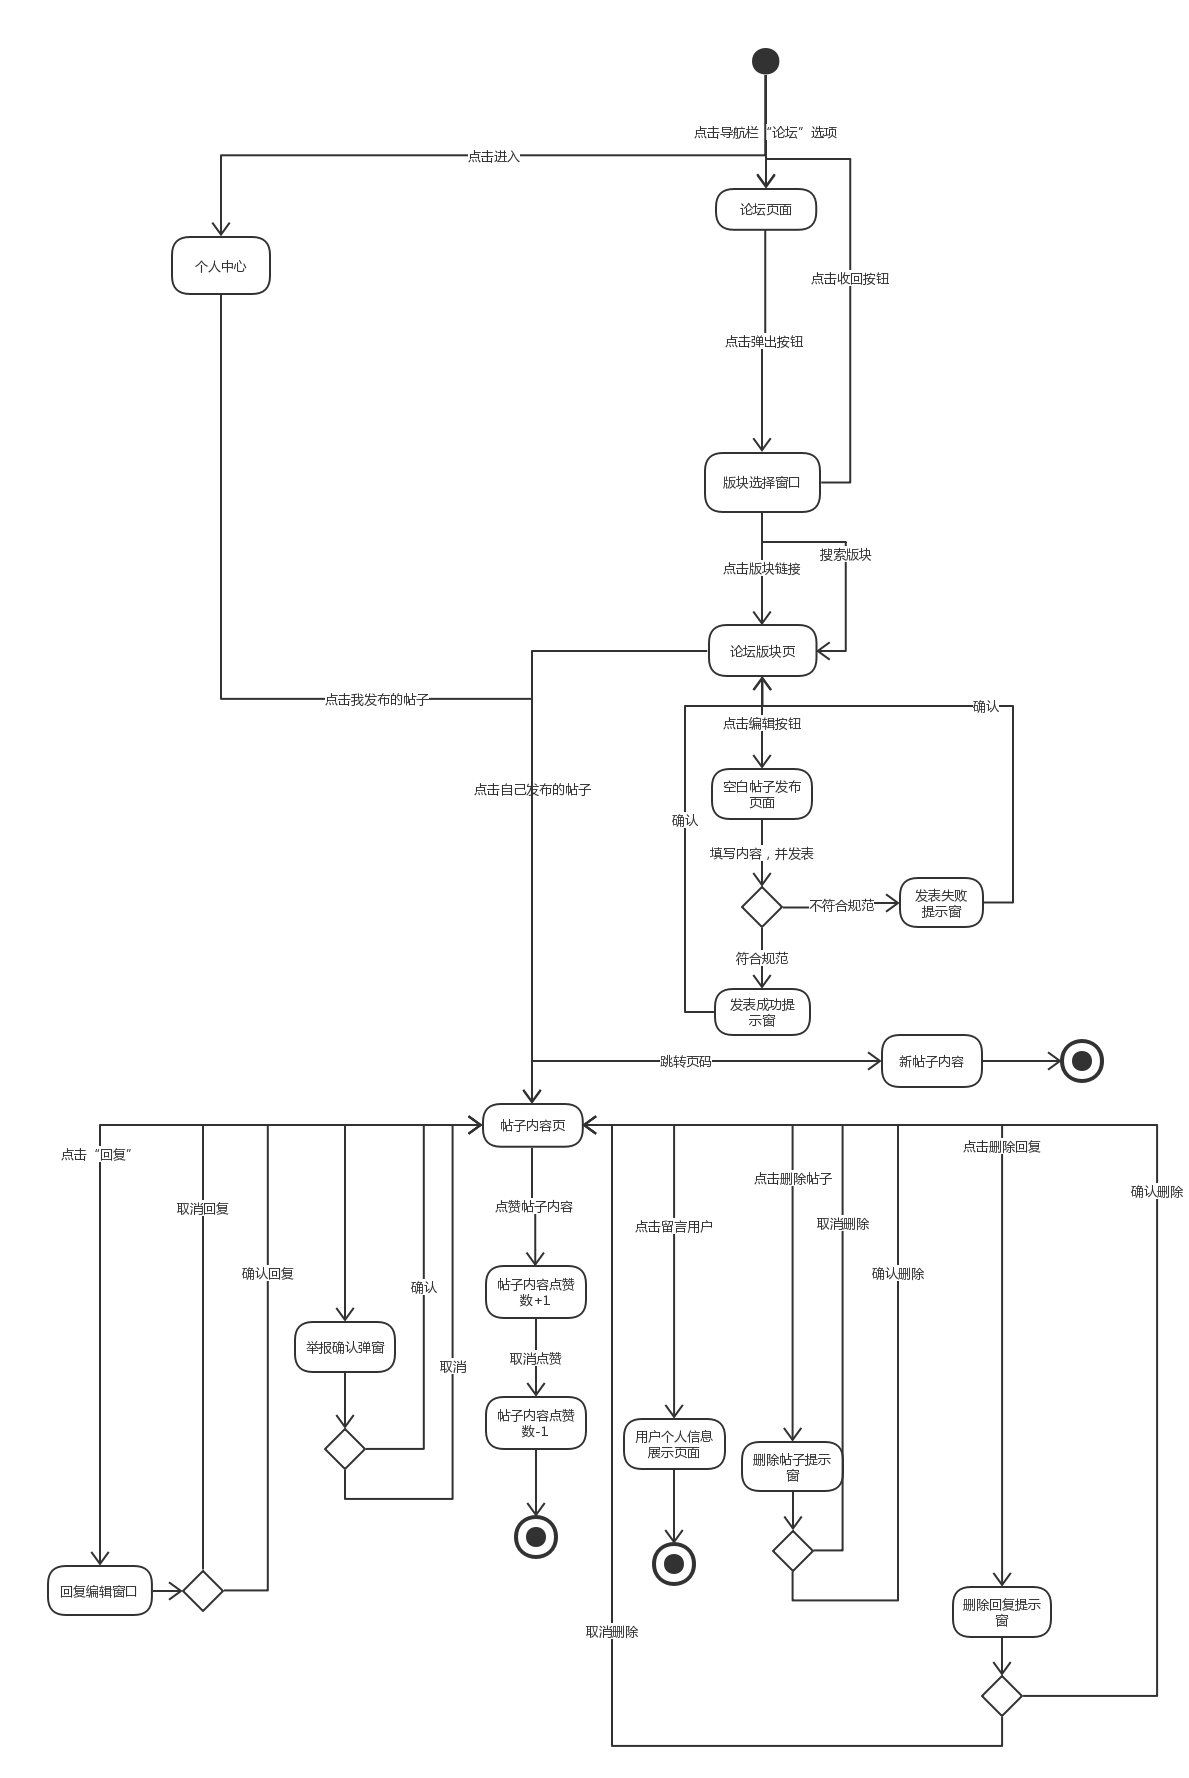 点击导航栏“论坛”选项
点击进入
论坛页面
个人中心
点击收回按钮
点击弹出按钮
版块选择窗口
搜索版块
点击版块链接
论坛版块页
点击我发布的帖子
确认
点击编辑按钮
空白帖子发布
页面
点击自己发布的帖子
确认
填写内容，并发表
不符合规范
发表失败
提示窗
符合规范
发表成功提
示窗
跳转页码
新帖子内容
帖子内容页
点击“回复”
点击删除回复
点击删除帖子
确认删除
取消回复
点赞帖子内容
点击留言用户
取消删除
确认回复
确认删除
确认
帖子内容点赞
数+1
举报确认弹窗
取消点赞
取消
帖子内容点赞
数-1
用户个人信息
展示页面
删除帖子提示
窗
回复编辑窗口
删除回复提示
窗
取消删除